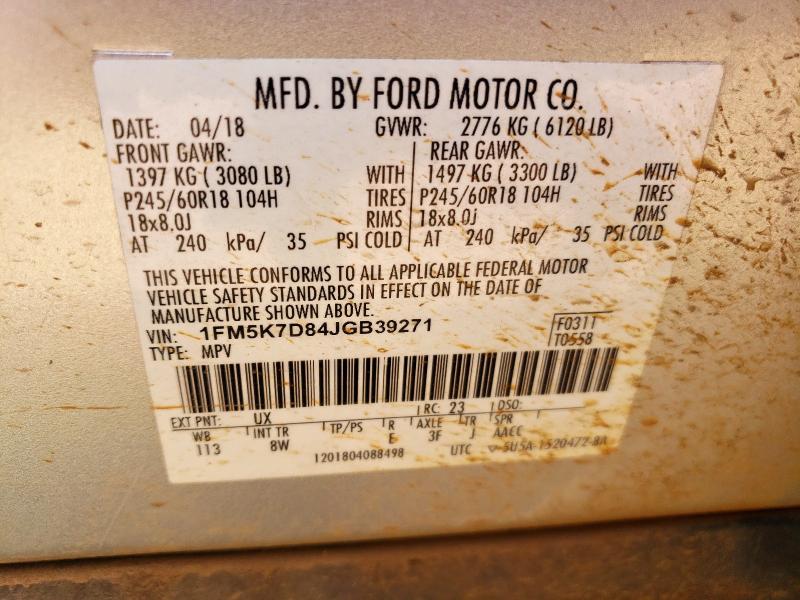 MFD. BY FORD MOTOR CO.
DATE: 04/18 GVWR: 2776 KG ( 6120 LB)
FRONT GAWR: REAR GAWR:
1397 KG ( 3080 LB) WITH 1497 KG ( 3300 LB) WITH
P245/60R18 104H TIRES P245/60R18 104H TIRES
18x8.0J RIMS 18x8.0J RIMS
AT 240 kPa/ 35 PSI COLD AT 240 kPa/ 35 PSI COLD
THIS VEHICLE CONFORMS TO ALL APPLICABLE FEDERAL MOTOR
VEHICLE SAFETY STANDARDS IN EFFECT ON THE DATE OF
MANUFACTURE SHOWN ABOVE.
VIN: 1FM5K7D84JGB39271 F0311
TYPE: MPV T0558
EXT PNT: UX RC: 23 DSO:
WB INT TR TP/PS R AXLE TR SPR
113 8W E 3F J AACC
1201804088498 UTC 5U5A-1520472-BA